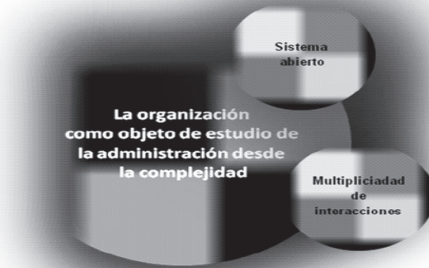 Sistema
abierto
La organización
como objeto de estudio de
la administración desde
la complejidad
Multipliciadad
de
interacciones